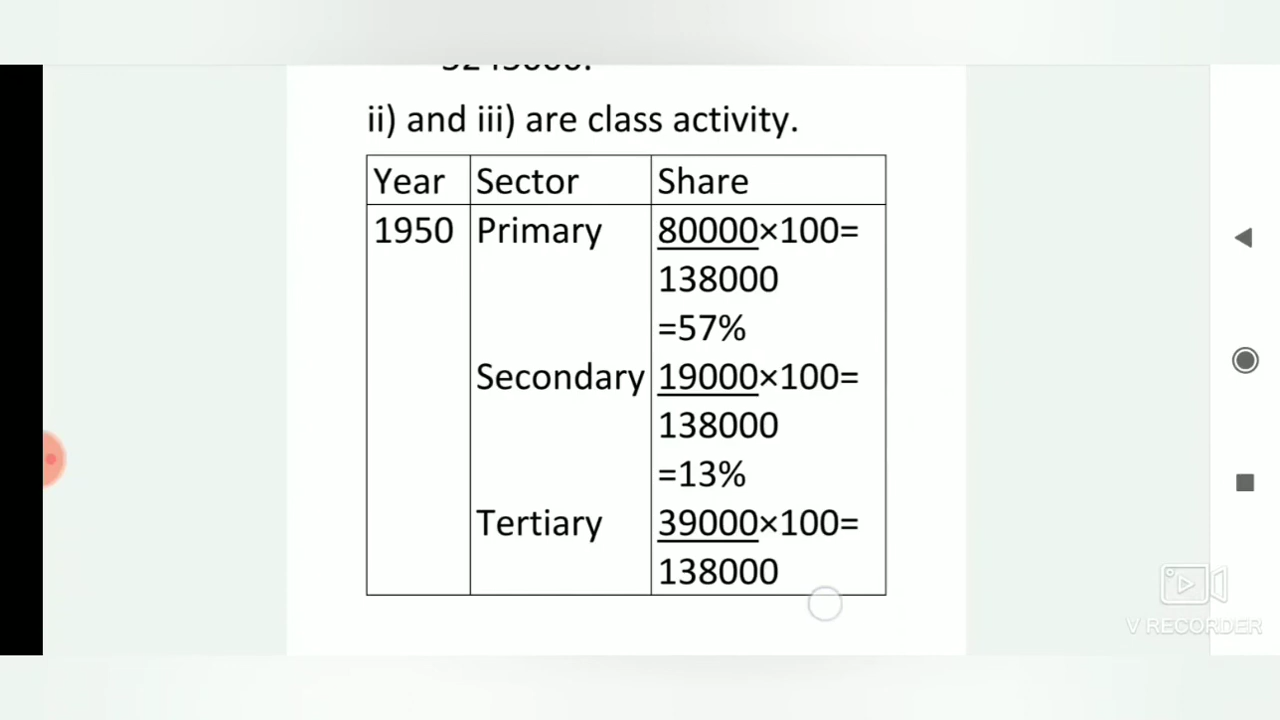 ii) and iii) are class activity.
Year Sector Share
1950 Primary 80000×100=
138000
=57%
Secondary 19000×100=
138000
=13%
Tertiary 39000×100=
138000
V RECORDER